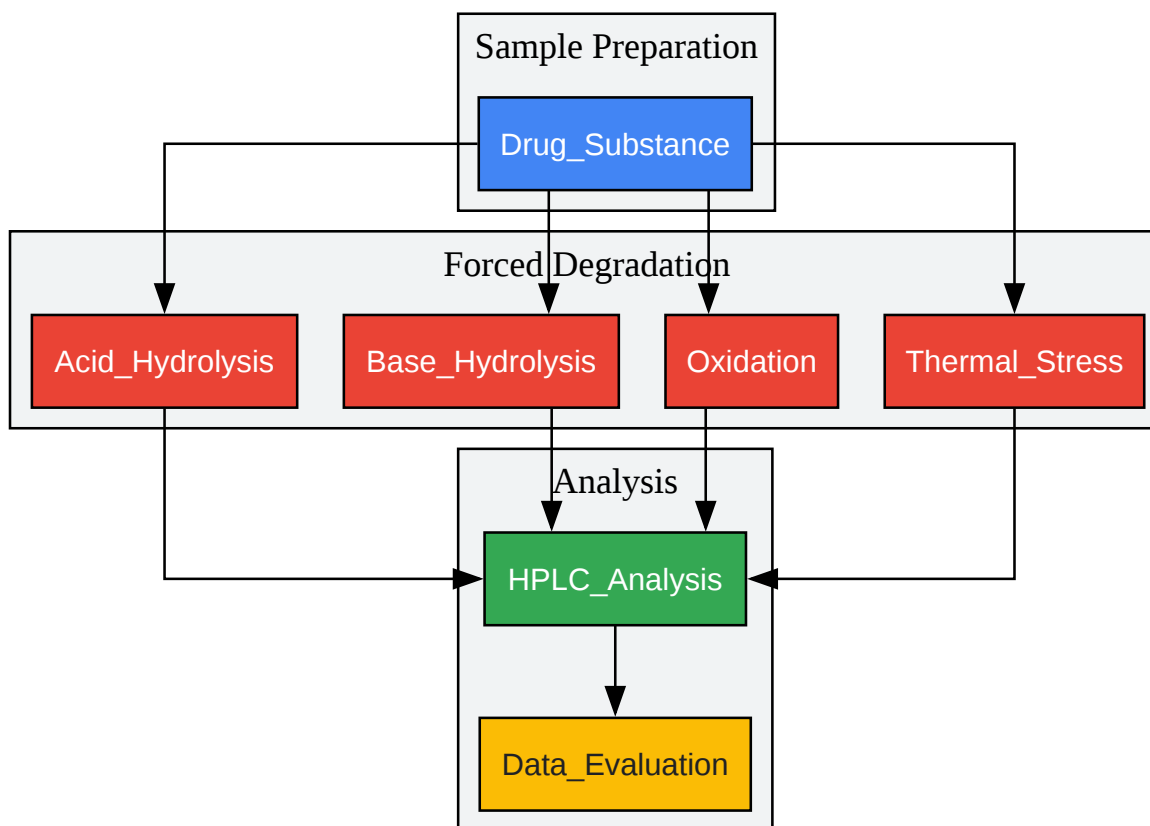 Sample Preparation
Drug_Substance
Forced Degradation
Acid_Hydrolysis
Base_Hydrolysis
Oxidation
Thermal_Stress
Analysis
HPLC_Analysis
Data_Evaluation